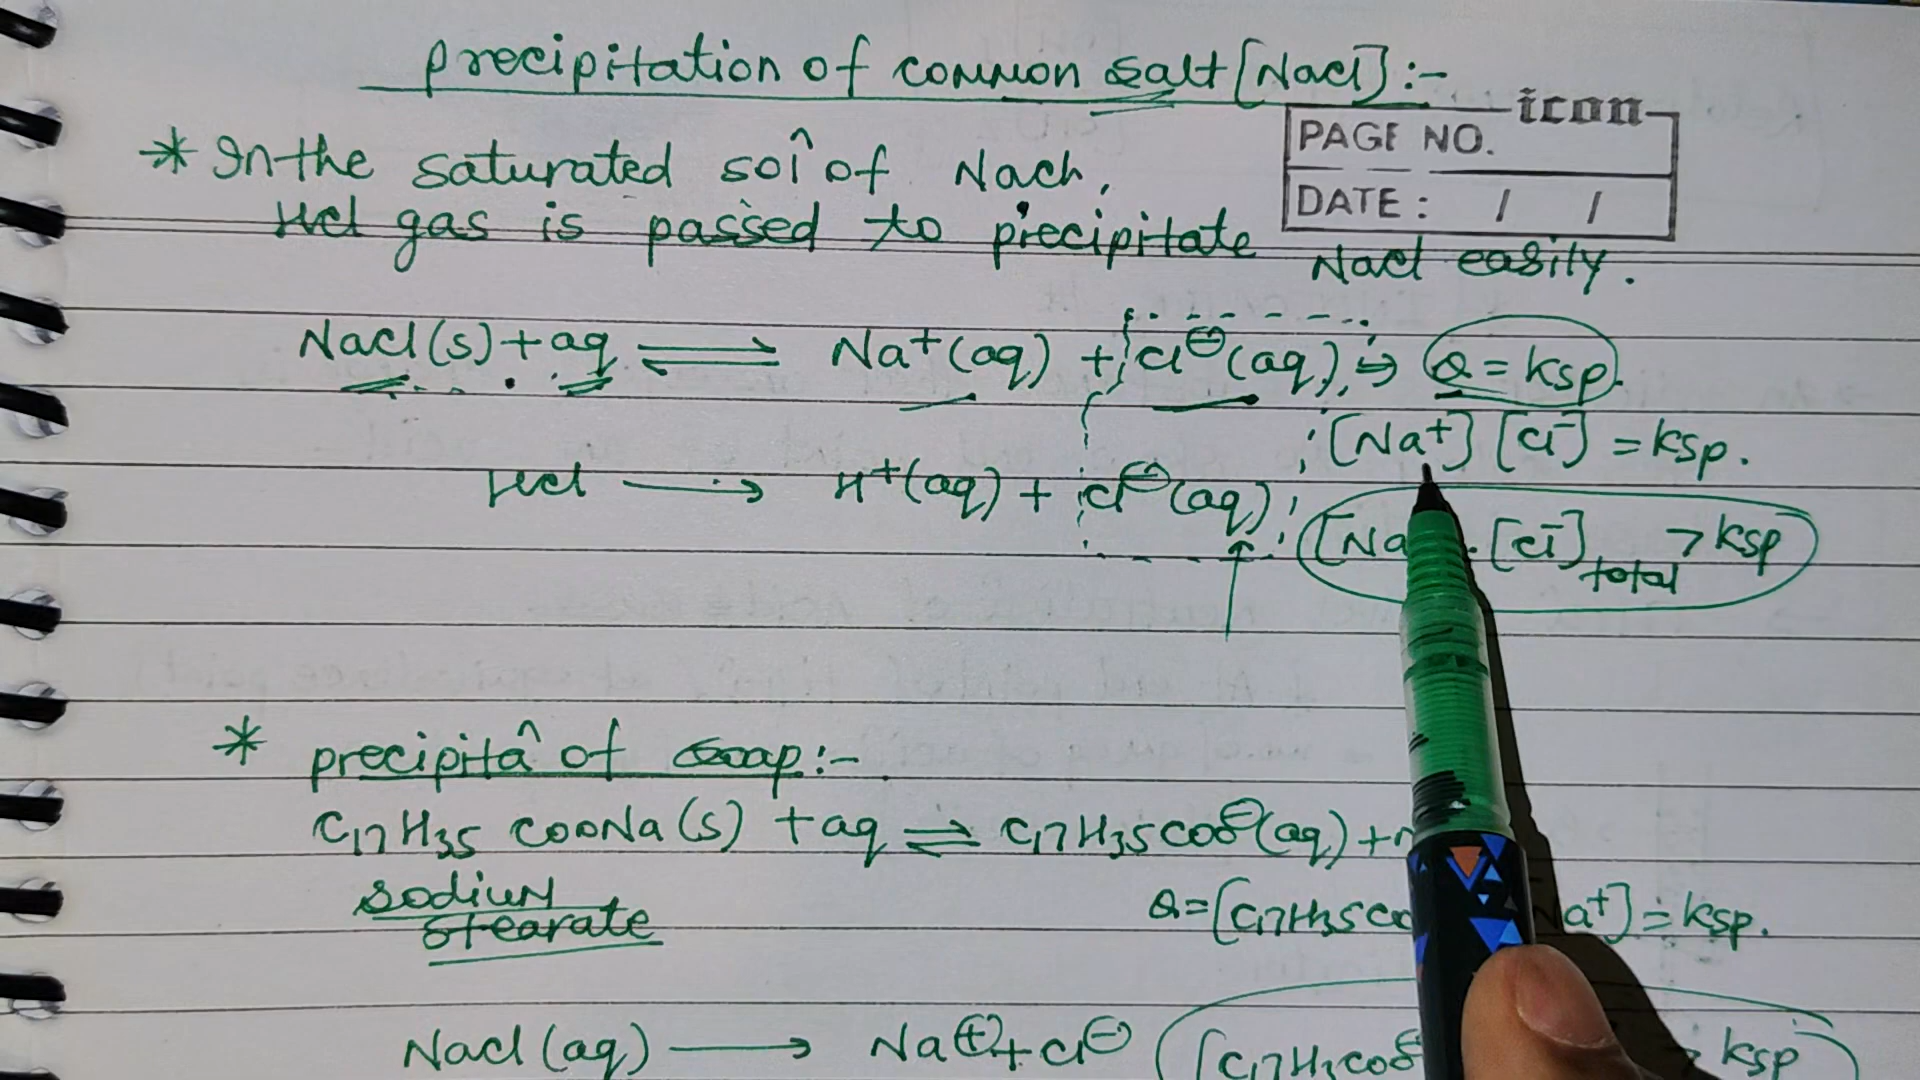 precipitation of common salt [NaCl] :-
icon
PAGE NO.
DATE : / /
* In the saturated sol^n of NaCl,
HCl gas is passed to precipitate NaCl easily.
NaCl(s) + aq ⇌ Na+(aq) + Cl⊖(aq) ⇒ Q = Ksp.
[Na+] [Cl-] = Ksp.
HCl → H+(aq) + Cl⊖(aq)
[Na . [Cl-]total > Ksp
* precipita^n of soap :-
C17H35 COONa(s) + aq ⇌ C17H35COO⊖(aq) +
sodium
stearate
Q = [C17H35CO Na+] = Ksp.
NaCl (aq) → Na⊕ + Cl⊖ [C17H35COO⊖ > Ksp